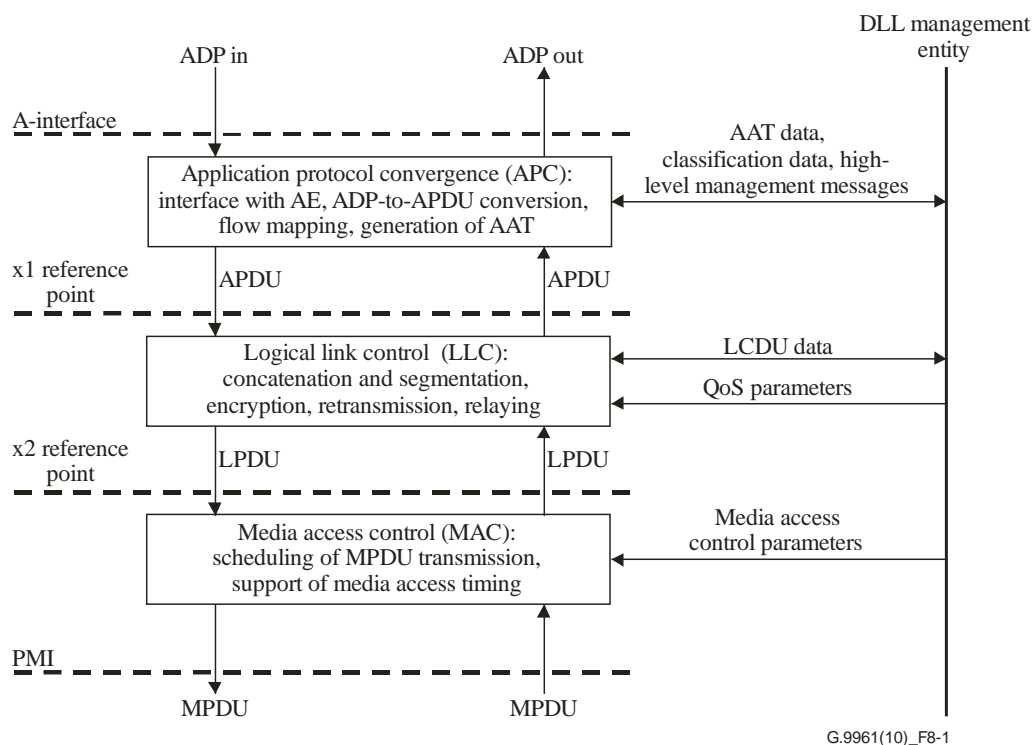 DLL management
entity
ADP in
ADP out
A-interface
AAT data,
classification data, high-
level management messages
Application protocol convergence (APC):
interface with AE, ADP-to-APDU conversion,
flow mapping, generation of AAT
x1 reference
point
APDU
APDU
Logical link control (LLC):
concatenation and segmentation,
encryption, retransmission, relaying
LCDU data
QoS parameters
x2 reference
point
LPDU
LPDU
Media access control (MAC):
scheduling of MPDU transmission,
support of media access timing
Media access
control parameters
PMI
MPDU
MPDU
G.9961(10)_F8-1